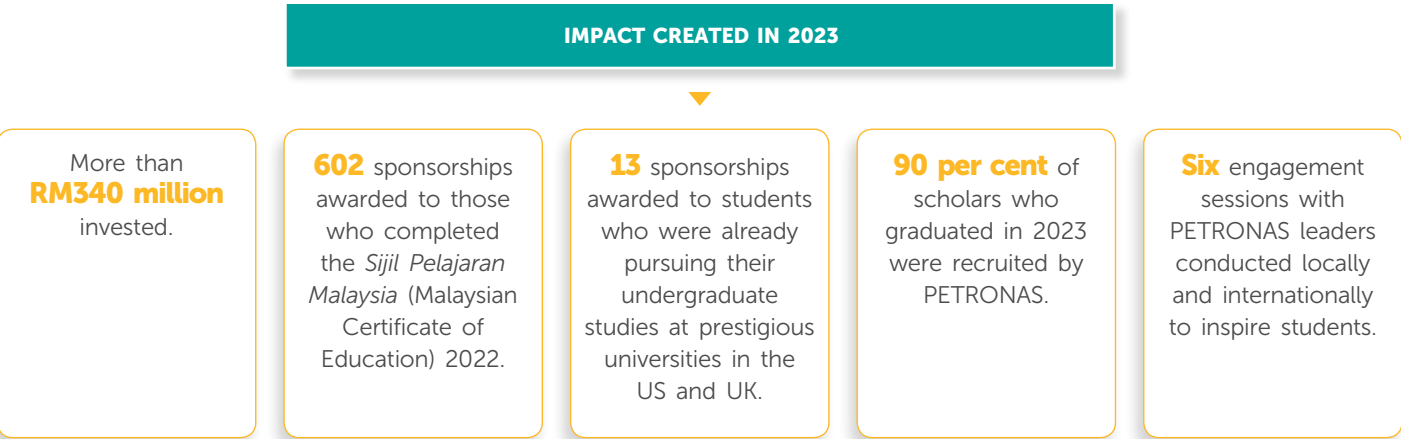 IMPACT CREATED IN 2023
More than
RM340 million
invested.
602 sponsorships
awarded to those
who completed
the Sijil Pelajaran
Malaysia (Malaysian
Certificate of
Education) 2022.
13 sponsorships
awarded to students
who were already
pursuing their
undergraduate
studies at prestigious
universities in the
US and UK.
90 per cent of
scholars who
graduated in 2023
were recruited by
PETRONAS.
Six engagement
sessions with
PETRONAS leaders
conducted locally
and internationally
to inspire students.